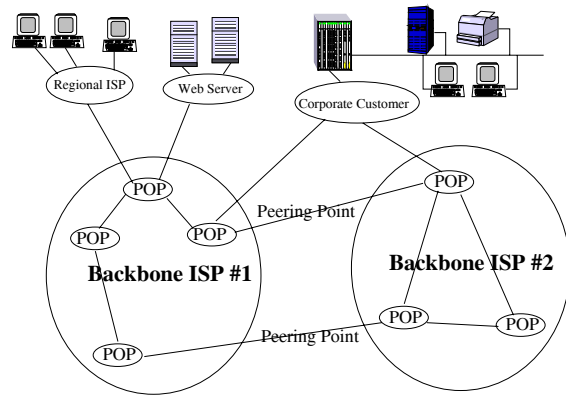 Regional ISP
Web Server
Corporate Customer
POP
POP
Peering Point
POP
POP
Backbone ISP #1
Backbone ISP #2
POP
POP
Peering Point
POP